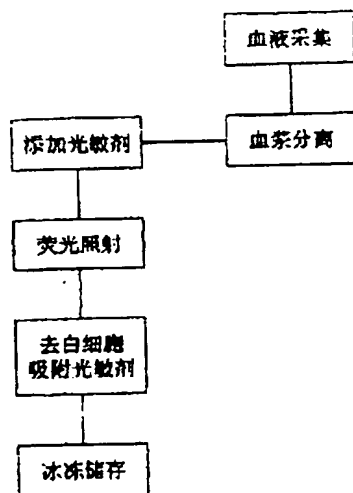 血液采集
血浆分离
添加光敏剂
荧光照射
去白细胞
吸附光敏剂
冰冻储存